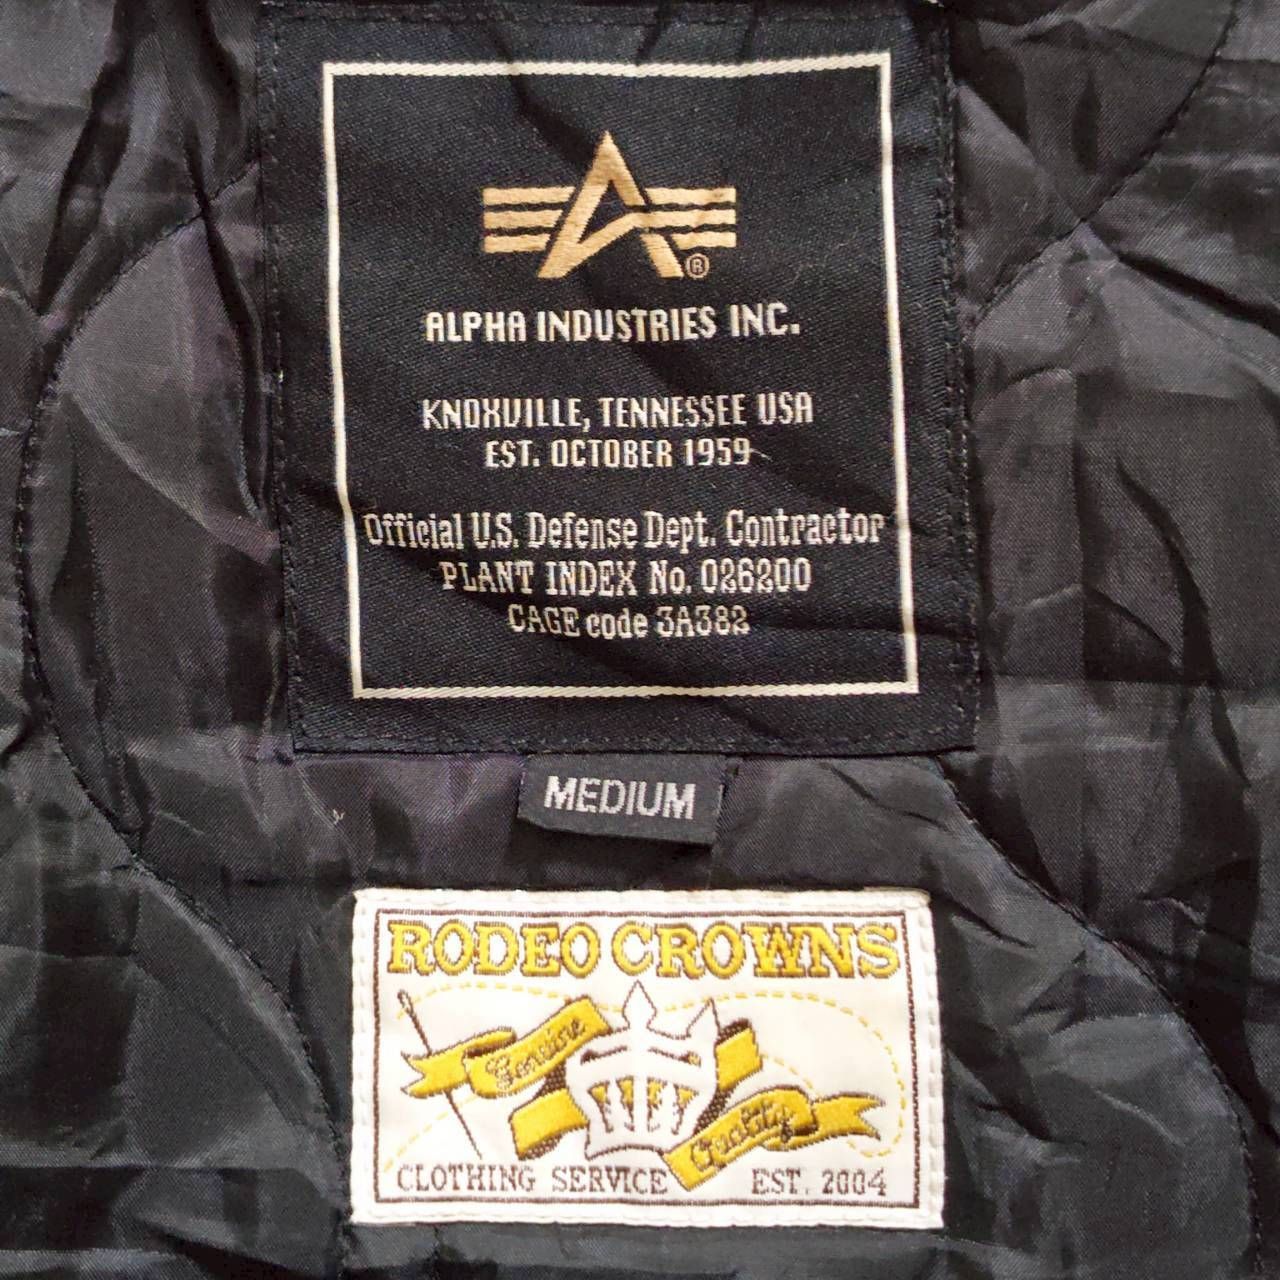 ®
ALPHA INDUSTRIES INC.
KNOXVILLE, TENNESSEE USA
EST. OCTOBER 1959
Official U.S. Defense Dept. Contractor
PLANT INDEX No. 026200
CAGE code 3A382
MEDIUM
RODEO CROWNS
Genuine
Quality
CLOTHING SERVICE EST. 2004